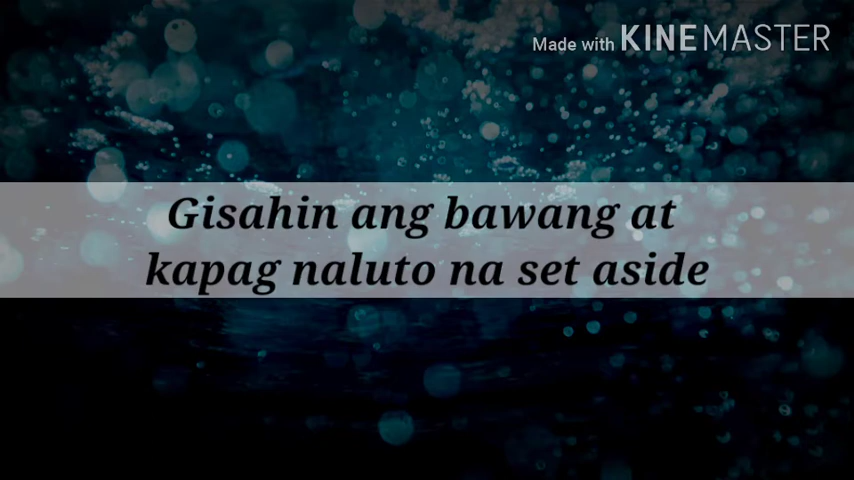 Made with KINEMASTER
Gisahin ang bawang at
kapag naluto na set aside